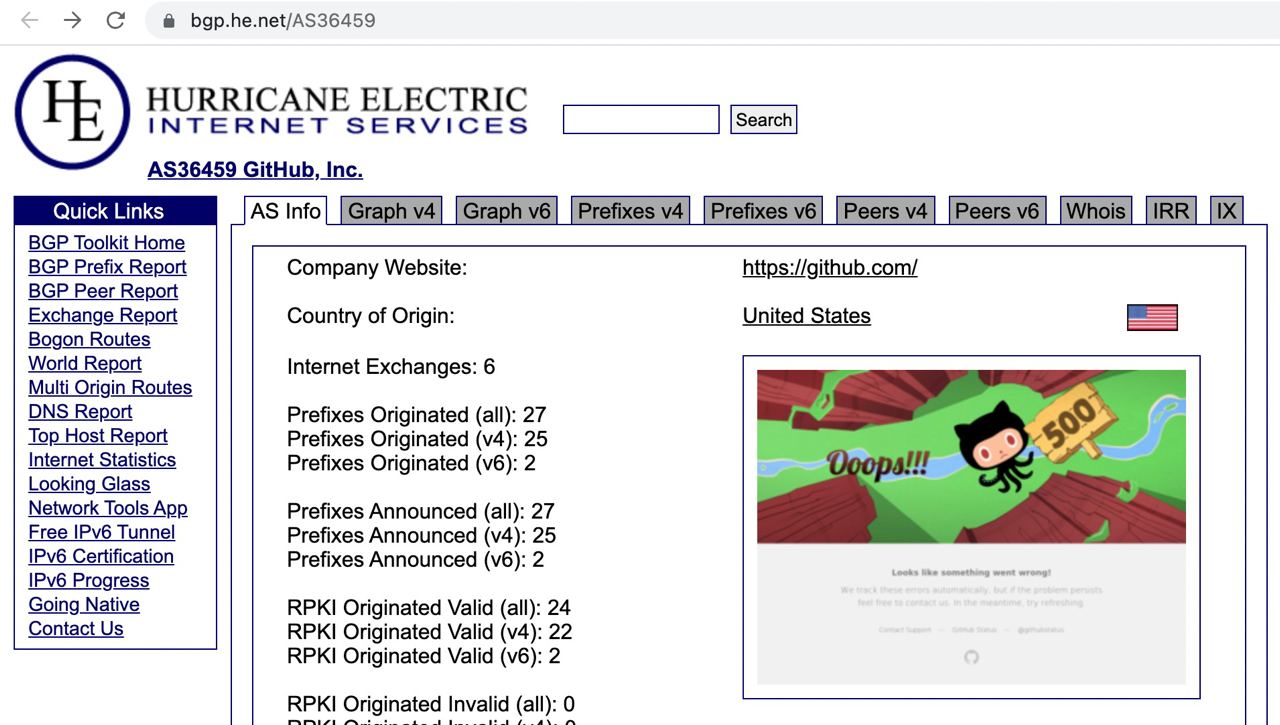 bgp.he.net/AS36459
HE
HURRICANE ELECTRIC
INTERNET SERVICES
Search
AS36459 GitHub, Inc.
Quick Links
BGP Toolkit Home
BGP Prefix Report
BGP Peer Report
Exchange Report
Bogon Routes
World Report
Multi Origin Routes
DNS Report
Top Host Report
Internet Statistics
Looking Glass
Network Tools App
Free IPv6 Tunnel
IPv6 Certification
IPv6 Progress
Going Native
Contact Us
AS Info Graph v4 Graph v6 Prefixes v4 Prefixes v6 Peers v4 Peers v6 Whois IRR IX
Company Website: https://github.com/
Country of Origin: United States
Internet Exchanges: 6
Prefixes Originated (all): 27
Prefixes Originated (v4): 25
Prefixes Originated (v6): 2
Prefixes Announced (all): 27
Prefixes Announced (v4): 25
Prefixes Announced (v6): 2
RPKI Originated Valid (all): 24
RPKI Originated Valid (v4): 22
RPKI Originated Valid (v6): 2
RPKI Originated Invalid (all): 0
RPKI Originated Invalid (v4): 0
Ooops!!!
500
Looks like something went wrong!
We track these errors automatically, but if the problem persists
feel free to contact us. In the meantime, try refreshing.
Contact Support — GitHub Status — @githubstatus